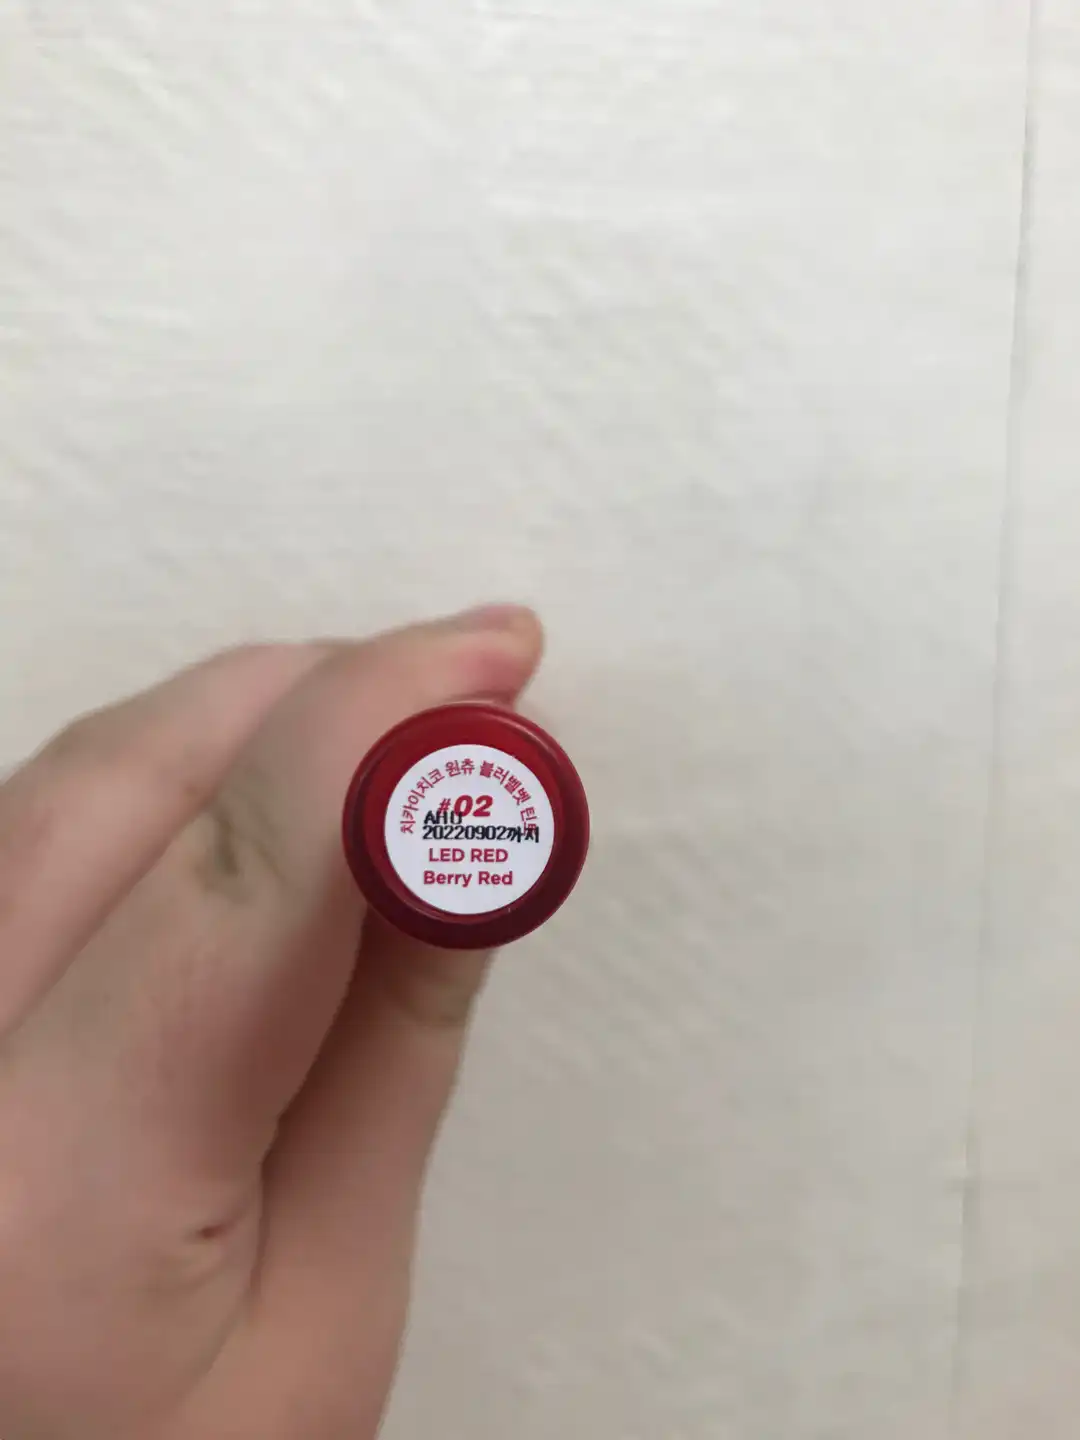 치카이치코 원츄 블러벨벳 틴트
#02
AHU
20220902까지
LED RED
Berry Red